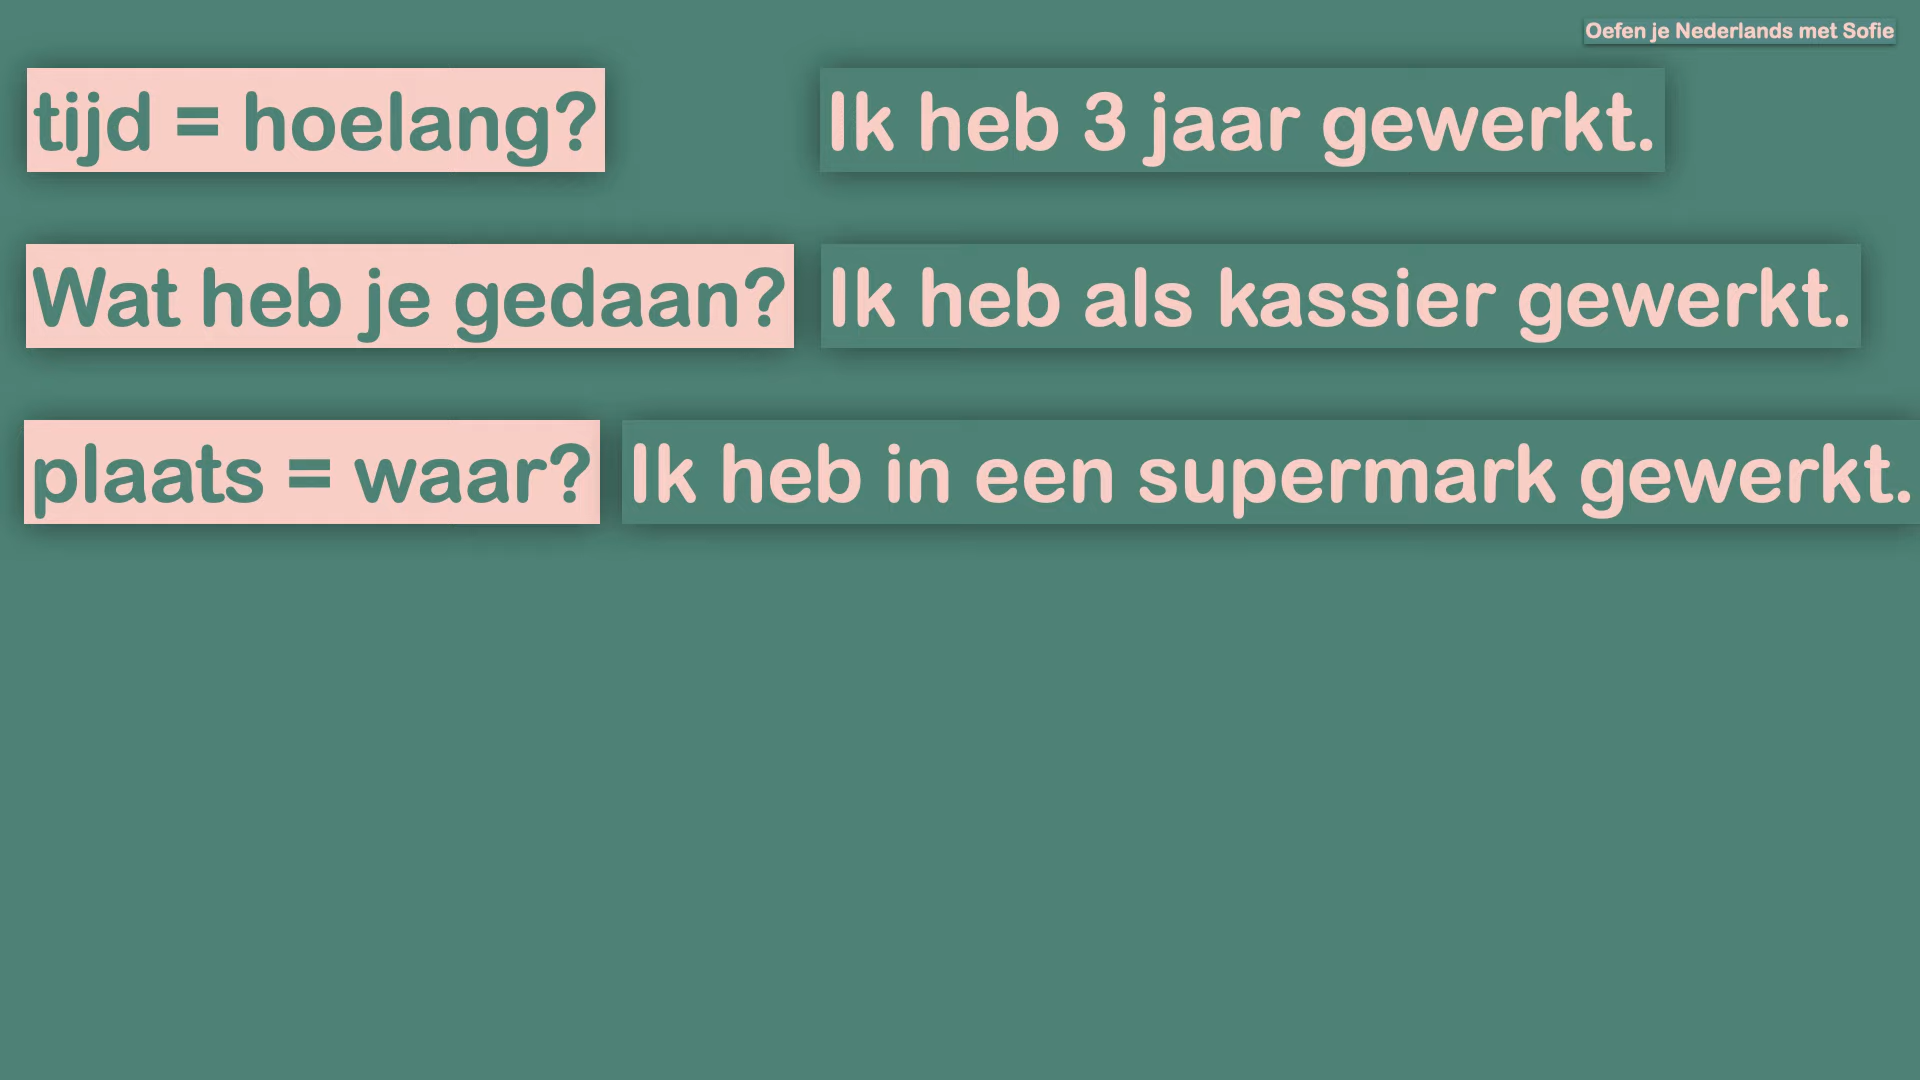 Oefen je Nederlands met Sofie
tijd = hoelang?
Ik heb 3 jaar gewerkt.
Wat heb je gedaan?
Ik heb als kassier gewerkt.
plaats = waar?
Ik heb in een supermark gewerkt.